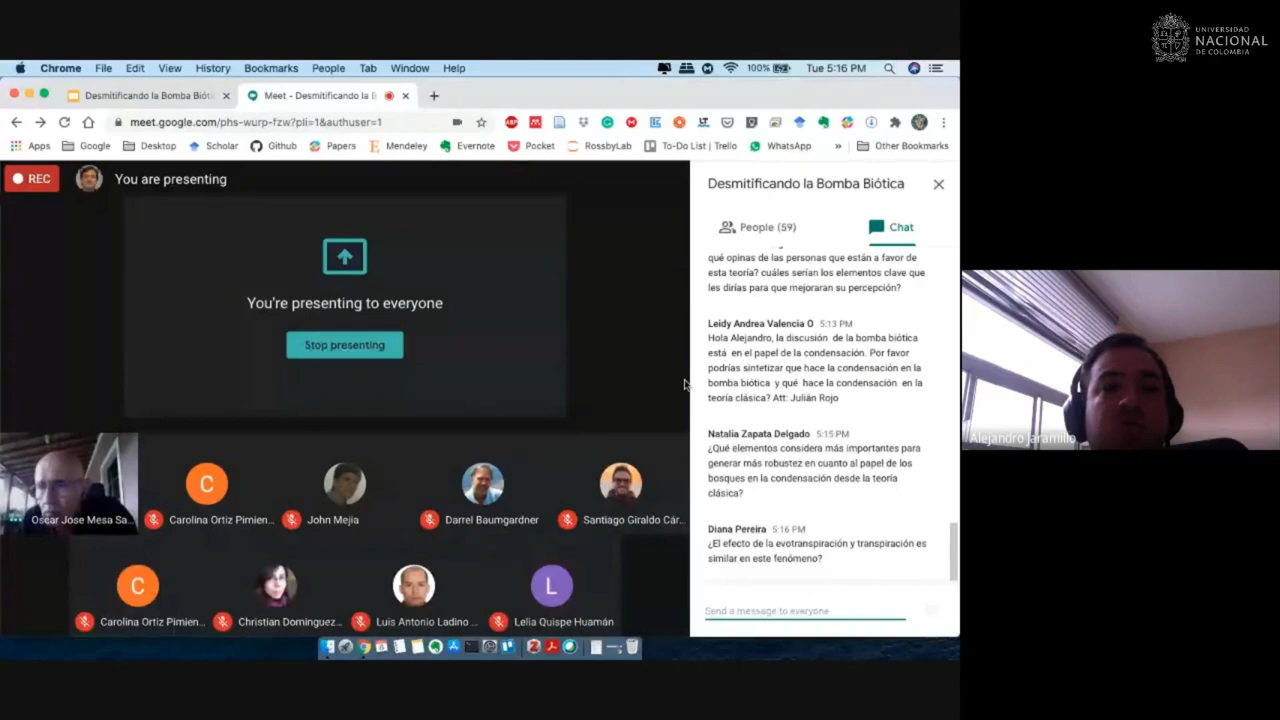 UNIVERSIDAD
NACIONAL
DE COLOMBIA
Chrome File Edit View History Bookmarks People Tab Window Help 100% Tue 5:16 PM
Desmitificando la Bomba Bióti
Meet - Desmitificando la B
meet.google.com/phs-wurp-fzw?pli=1&authuser=1
Apps Google Desktop Scholar Github Papers Mendeley Evernote Pocket RossbyLab To-Do List | Trello WhatsApp » Other Bookmarks
REC You are presenting
You're presenting to everyone
Stop presenting
Oscar Jose Mesa Sa...
Carolina Ortiz Pimien...
John Mejia
Darrel Baumgardner
Santiago Giraldo Cár...
Carolina Ortiz Pimien...
Christian Dominguez...
Luis Antonio Ladino ...
Lelia Quispe Huamán
Desmitificando la Bomba Biótica
People (59) Chat
qué opinas de las personas que están a favor de
esta teoría? cuáles serían los elementos clave que
les dirías para que mejoraran su percepción?
Leidy Andrea Valencia O 5:13 PM
Hola Alejandro, la discusión de la bomba biótica
está en el papel de la condensación. Por favor
podrías sintetizar que hace la condensación en la
bomba biótica y qué hace la condensación en la
teoría clásica? Att: Julián Rojo
Natalia Zapata Delgado 5:15 PM
¿Qué elementos considera más importantes para
generar más robustez en cuanto al papel de los
bosques en la condensación desde la teoría
clásica?
Diana Pereira 5:16 PM
¿El efecto de la evotranspiración y transpiración es
similar en este fenómeno?
Send a message to everyone
Alejandro Jaramillo